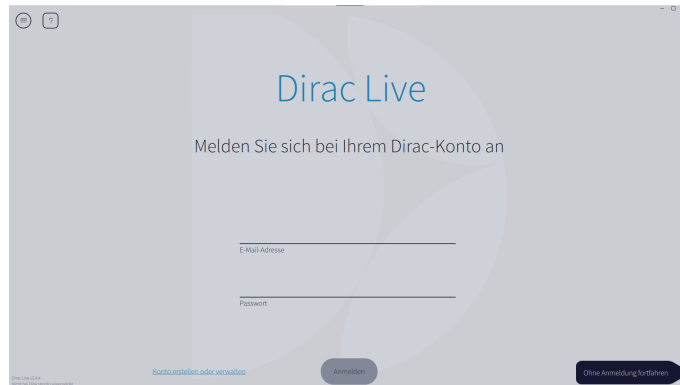 ?
Dirac Live
Melden Sie sich bei Ihrem Dirac-Konto an
E-Mail-Adresse
Passwort
Konto erstellen oder verwalten
Anmelden
Ohne Anmeldung fortfahren